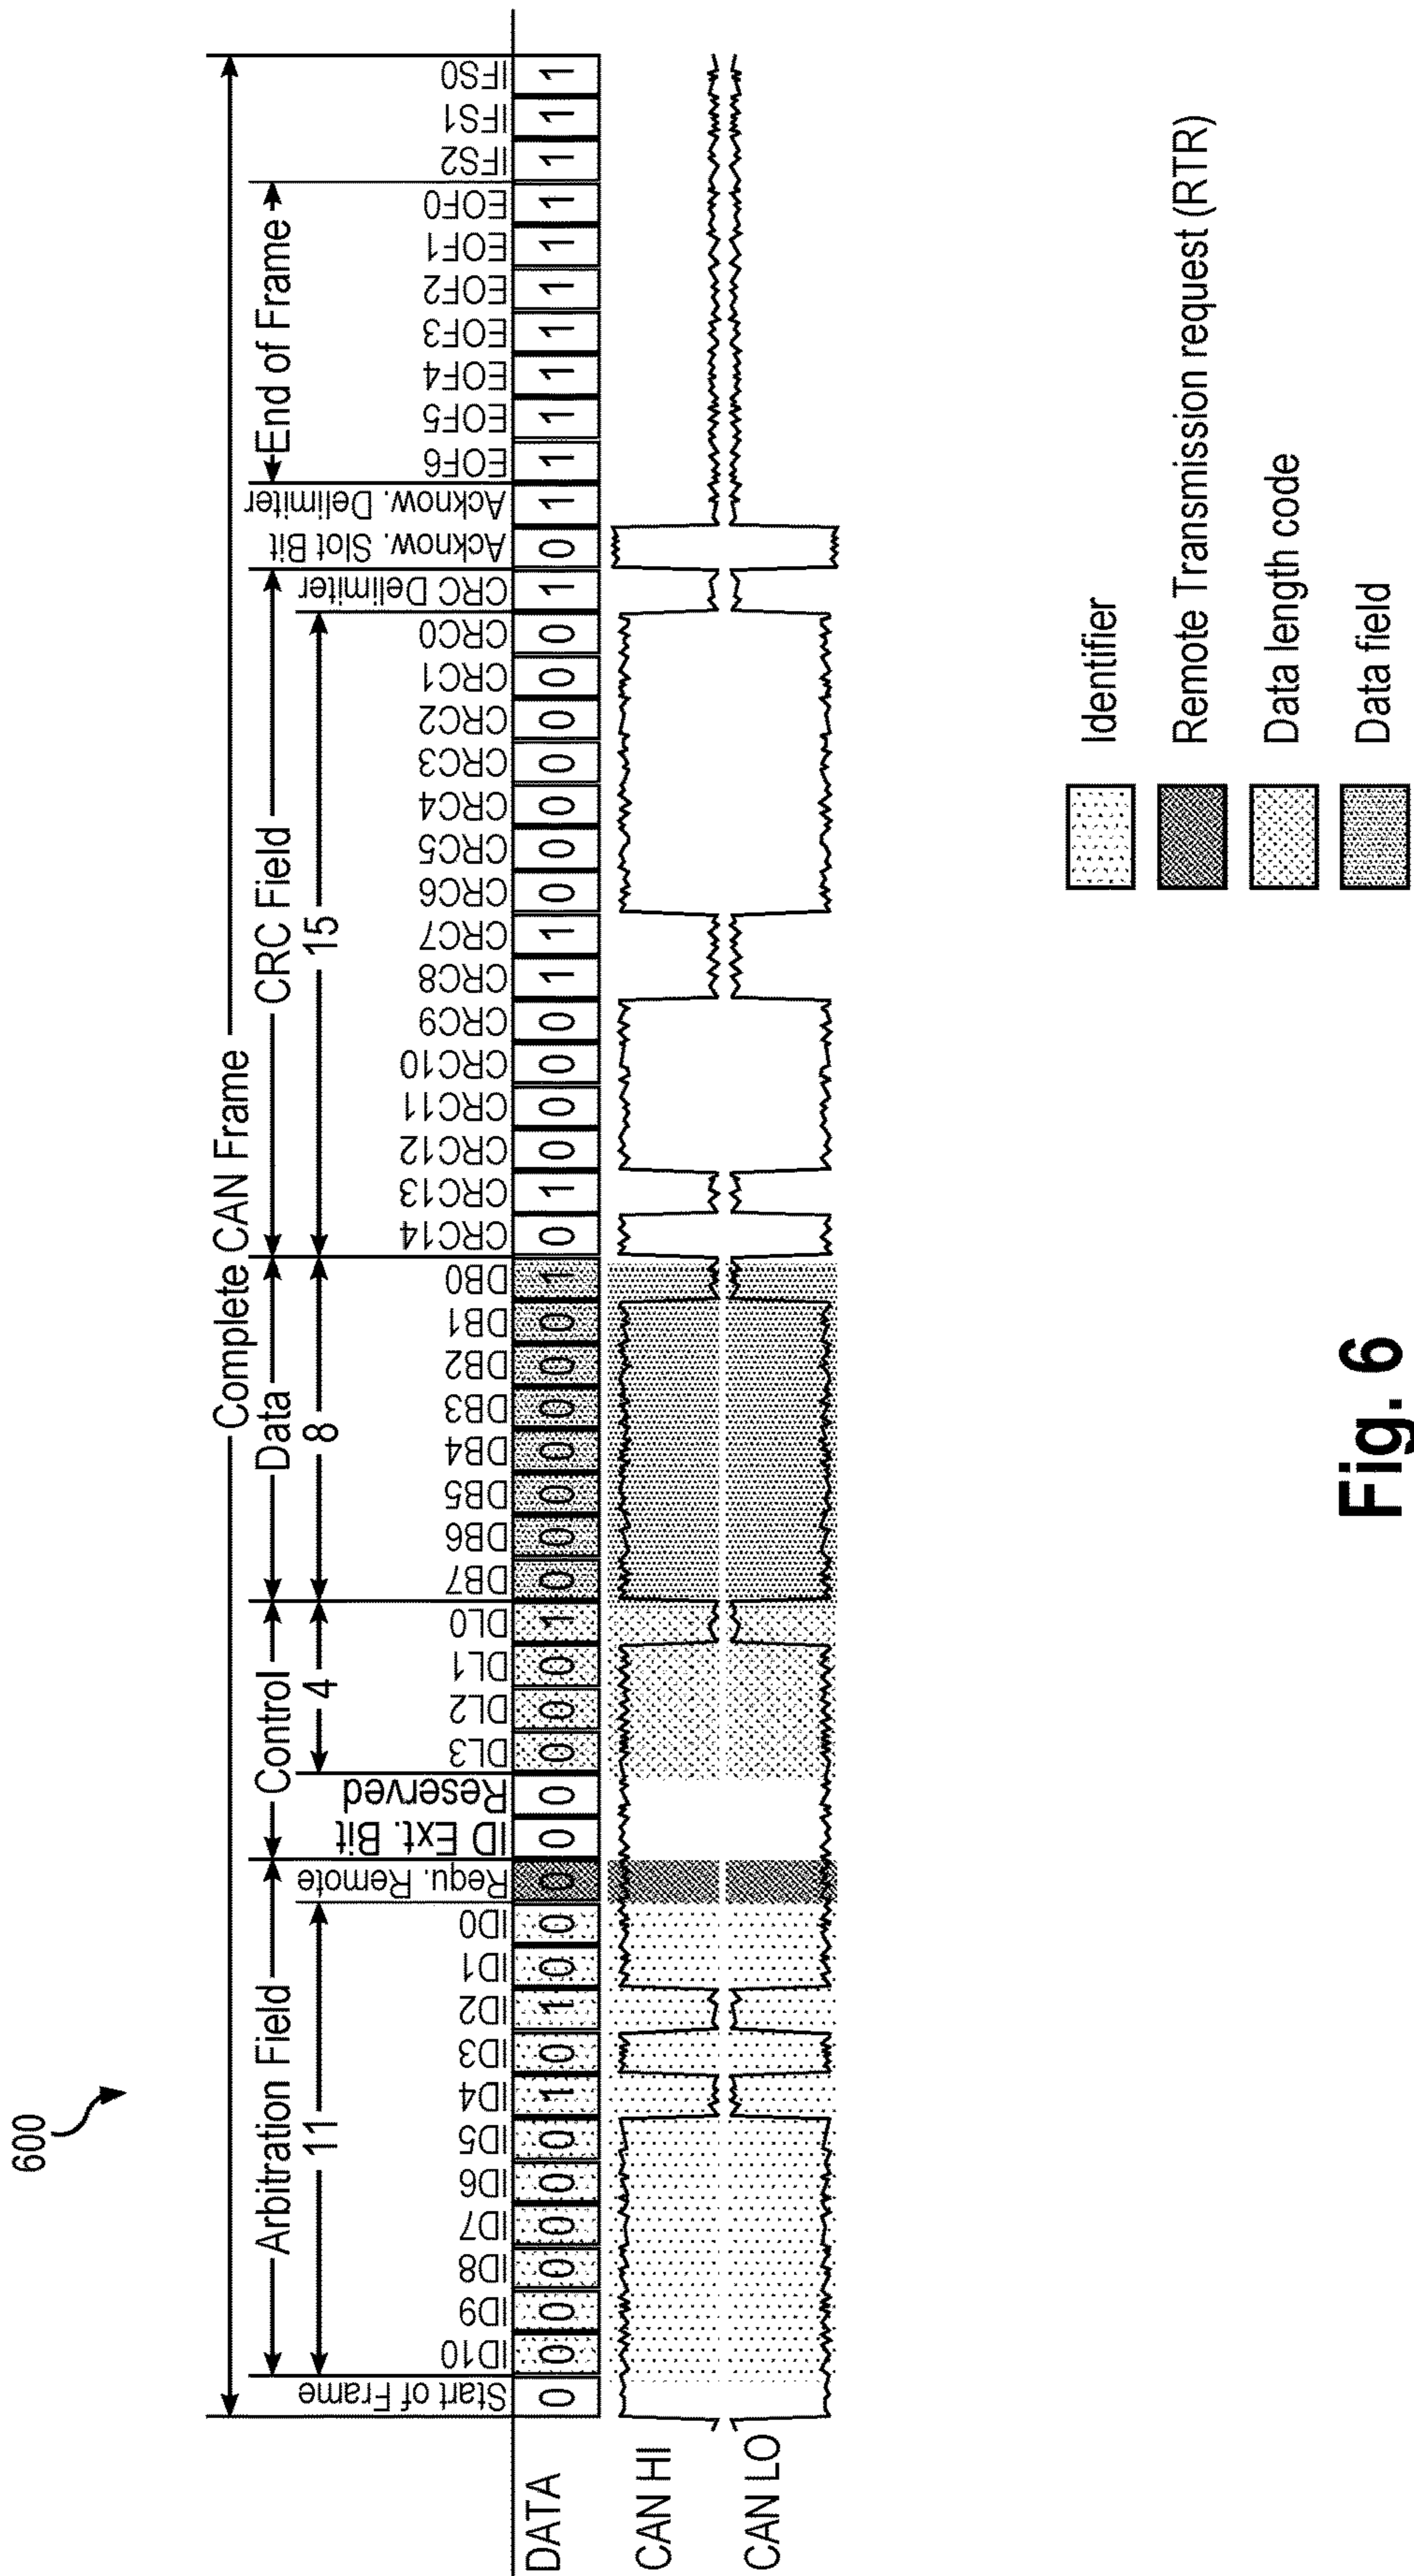 600
Complete CAN Frame
Arbitration Field
Control
Data
CRC Field
End of Frame
11
4
8
15
Start of Frame
ID10
ID9
ID8
ID7
ID6
ID5
ID4
ID3
ID2
ID1
ID0
Requ. Remote
ID Ext. Bit
Reserved
DL3
DL2
DL1
DL0
DB7
DB6
DB5
DB4
DB3
DB2
DB1
DB0
CRC14
CRC13
CRC12
CRC11
CRC10
CRC9
CRC8
CRC7
CRC6
CRC5
CRC4
CRC3
CRC2
CRC1
CRC0
CRC Delimiter
Acknow. Slot Bit
Acknow. Delimiter
EOF6
EOF5
EOF4
EOF3
EOF2
EOF1
EOF0
IFS2
IFS1
IFS0
DATA 0 0 0 0 0 0 0 1 0 1 0 0 0 0 0 0 0 0 1 0 0 0 0 0 0 0 1 0 1 0 0 0 0 1 1 0 0 0 0 0 0 0 1 0 1 1 1 1 1 1 1 1 1 1 1
CAN HI
CAN LO
Identifier
Remote Transmission request (RTR)
Data length code
Data field
Fig. 6